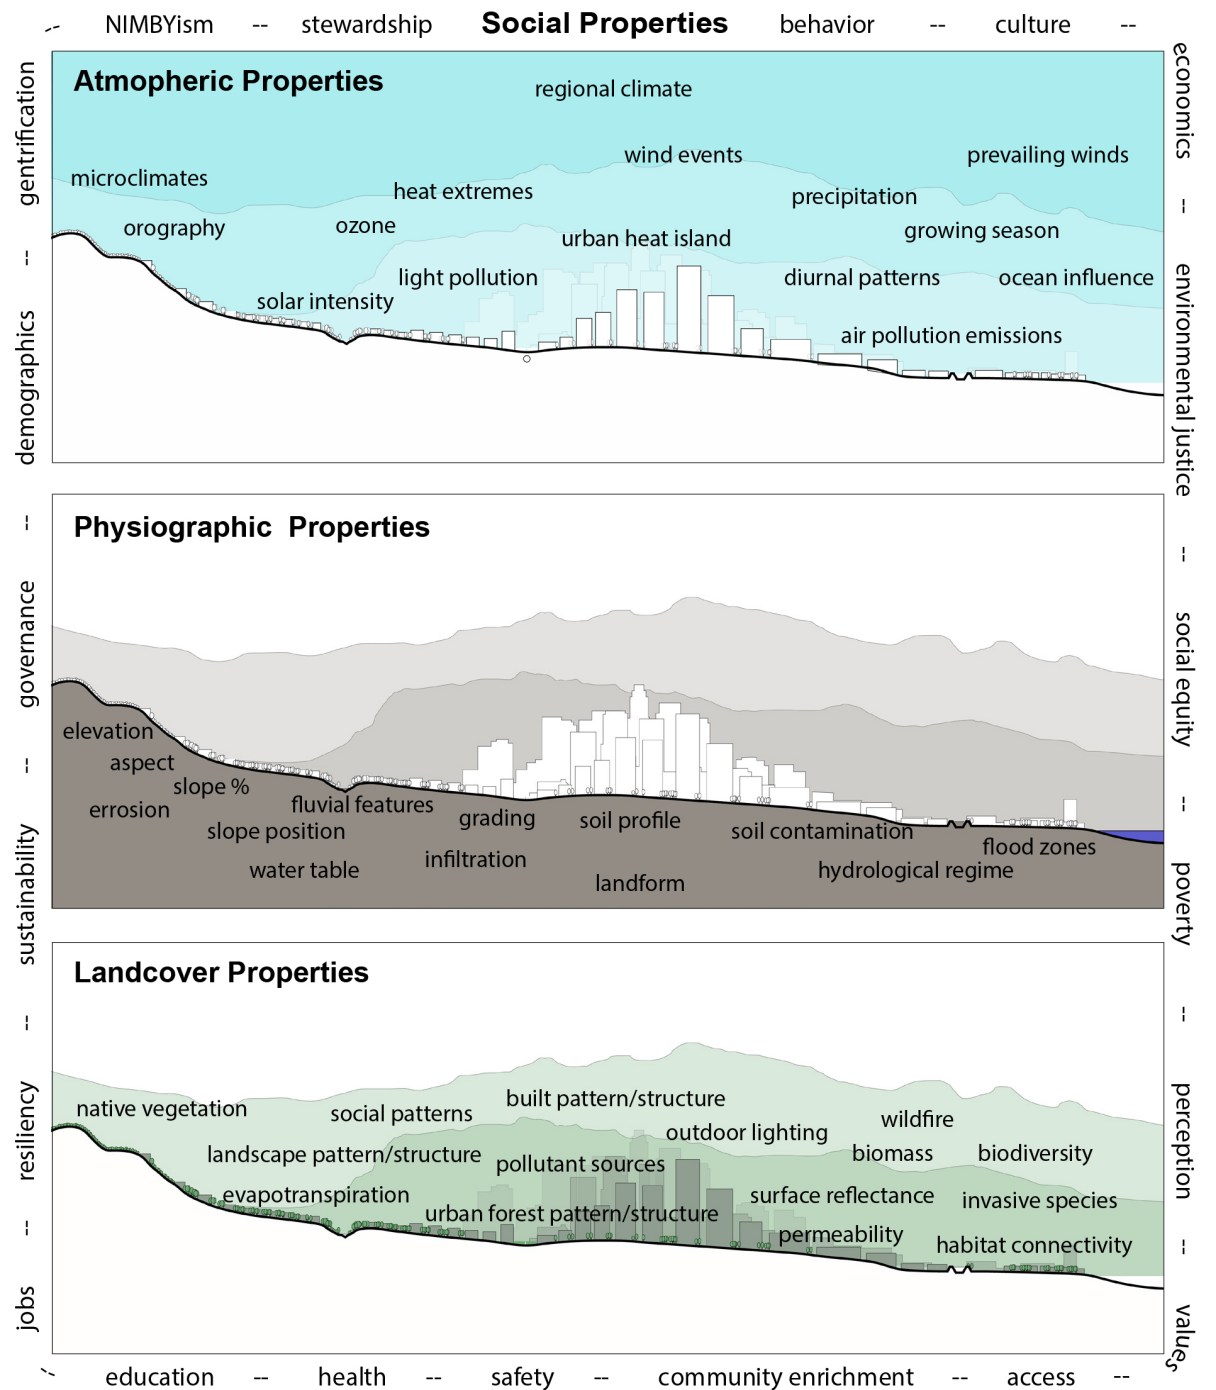 -- NIMBYism -- stewardship Social Properties behavior -- culture --
gentrification
--
demographics
--
governance
--
sustainability
--
resiliency
--
jobs
Atmopheric Properties
regional climate
wind events
prevailing winds
microclimates
heat extremes
precipitation
orography
ozone
urban heat island
growing season
light pollution
diurnal patterns
ocean influence
solar intensity
air pollution emissions
Physiographic Properties
elevation
aspect
slope %
errosion
fluvial features
slope position
water table
grading
infiltration
soil profile
landform
soil contamination
hydrological regime
flood zones
Landcover Properties
native vegetation
social patterns
built pattern/structure
outdoor lighting
wildfire
landscape pattern/structure
pollutant sources
biomass
biodiversity
evapotranspiration
surface reflectance
invasive species
urban forest pattern/structure
permeability
habitat connectivity
economics
--
environmental justice
--
social equity
--
poverty
--
perception
--
values
-- education -- health -- safety -- community enrichment -- access --